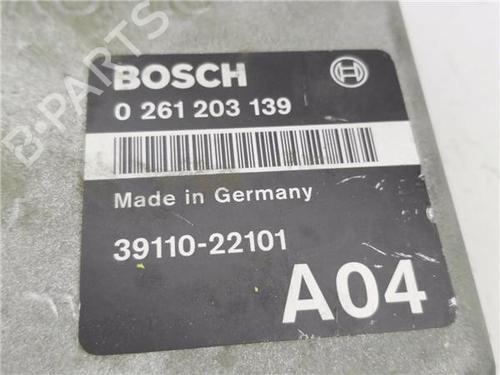 B-PARTS
BOSCH
0 261 203 139
Made in Germany
39110-22101
A04